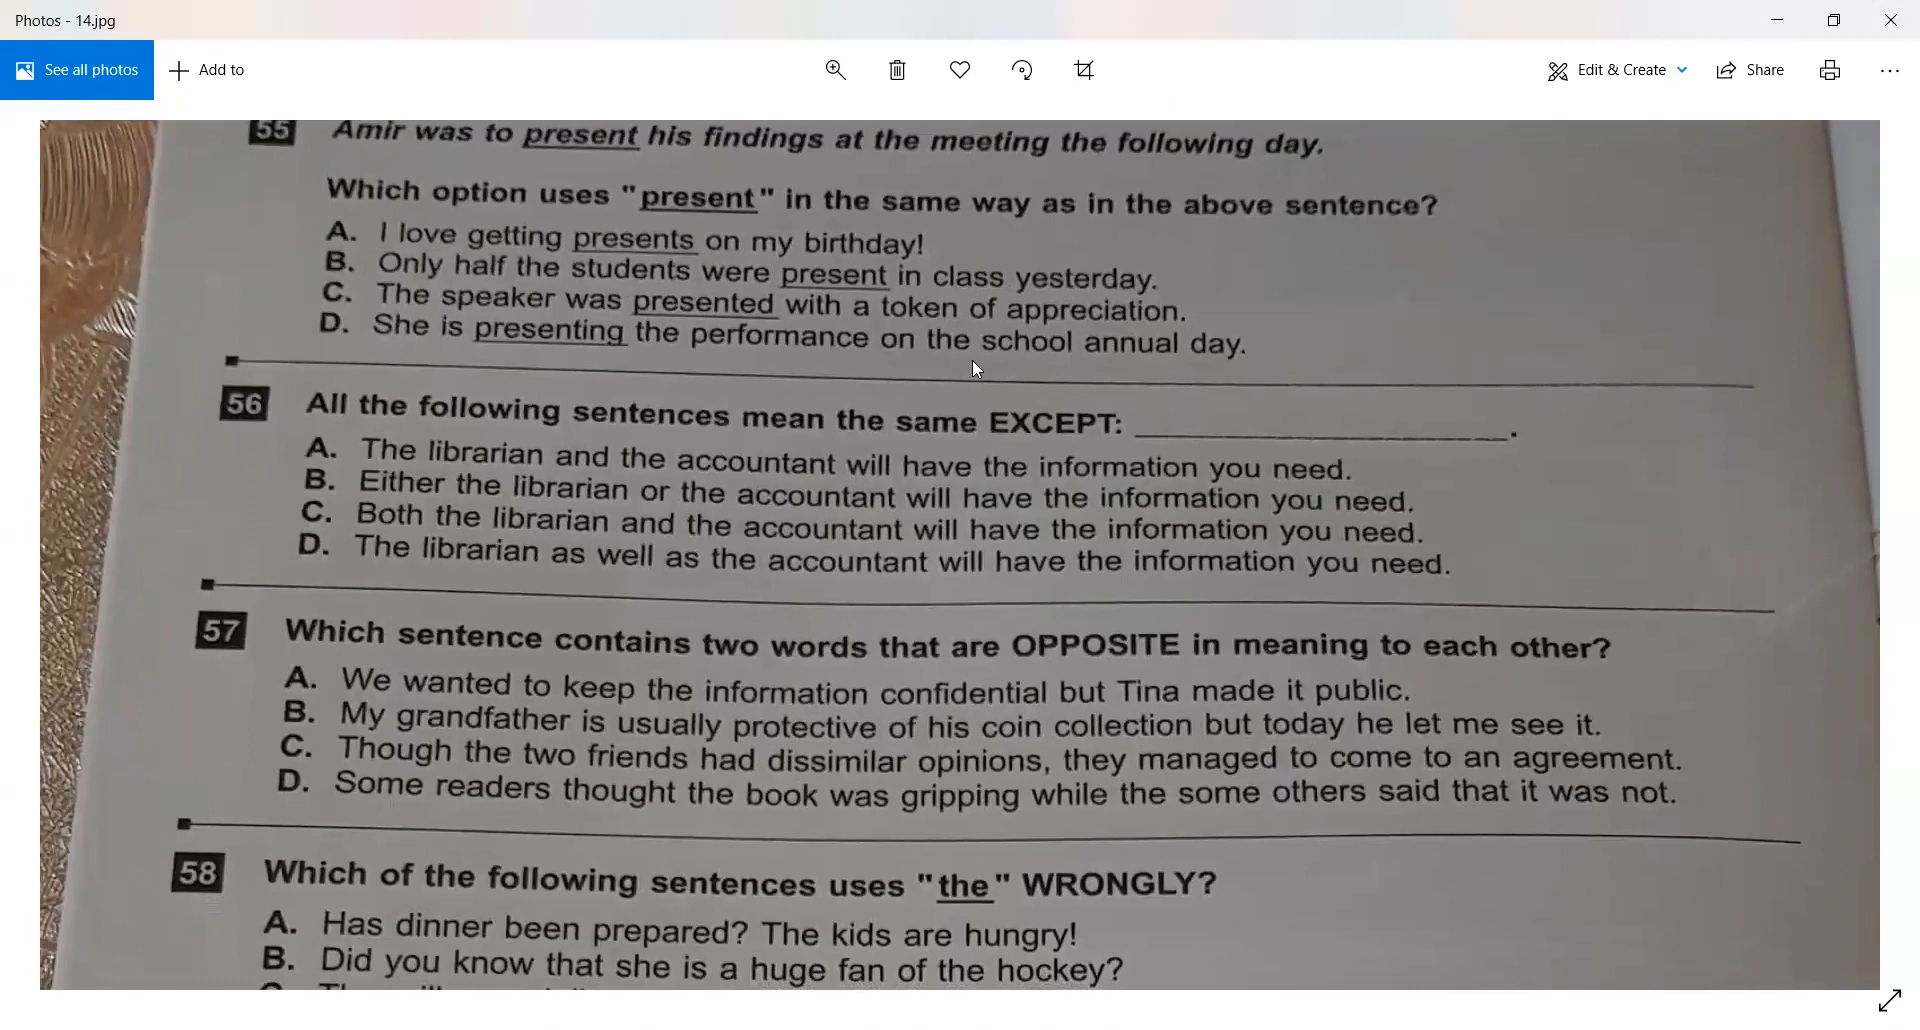 Photos - 14.jpg
See all photos
Add to
Edit & Create
Share
55 Amir was to present his findings at the meeting the following day.
Which option uses "present" in the same way as in the above sentence?
A. I love getting presents on my birthday!
B. Only half the students were present in class yesterday.
C. The speaker was presented with a token of appreciation.
D. She is presenting the performance on the school annual day.
56 All the following sentences mean the same EXCEPT: ____________________.
A. The librarian and the accountant will have the information you need.
B. Either the librarian or the accountant will have the information you need.
C. Both the librarian and the accountant will have the information you need.
D. The librarian as well as the accountant will have the information you need.
57 Which sentence contains two words that are OPPOSITE in meaning to each other?
A. We wanted to keep the information confidential but Tina made it public.
B. My grandfather is usually protective of his coin collection but today he let me see it.
C. Though the two friends had dissimilar opinions, they managed to come to an agreement.
D. Some readers thought the book was gripping while the some others said that it was not.
58 Which of the following sentences uses "the" WRONGLY?
A. Has dinner been prepared? The kids are hungry!
B. Did you know that she is a huge fan of the hockey?